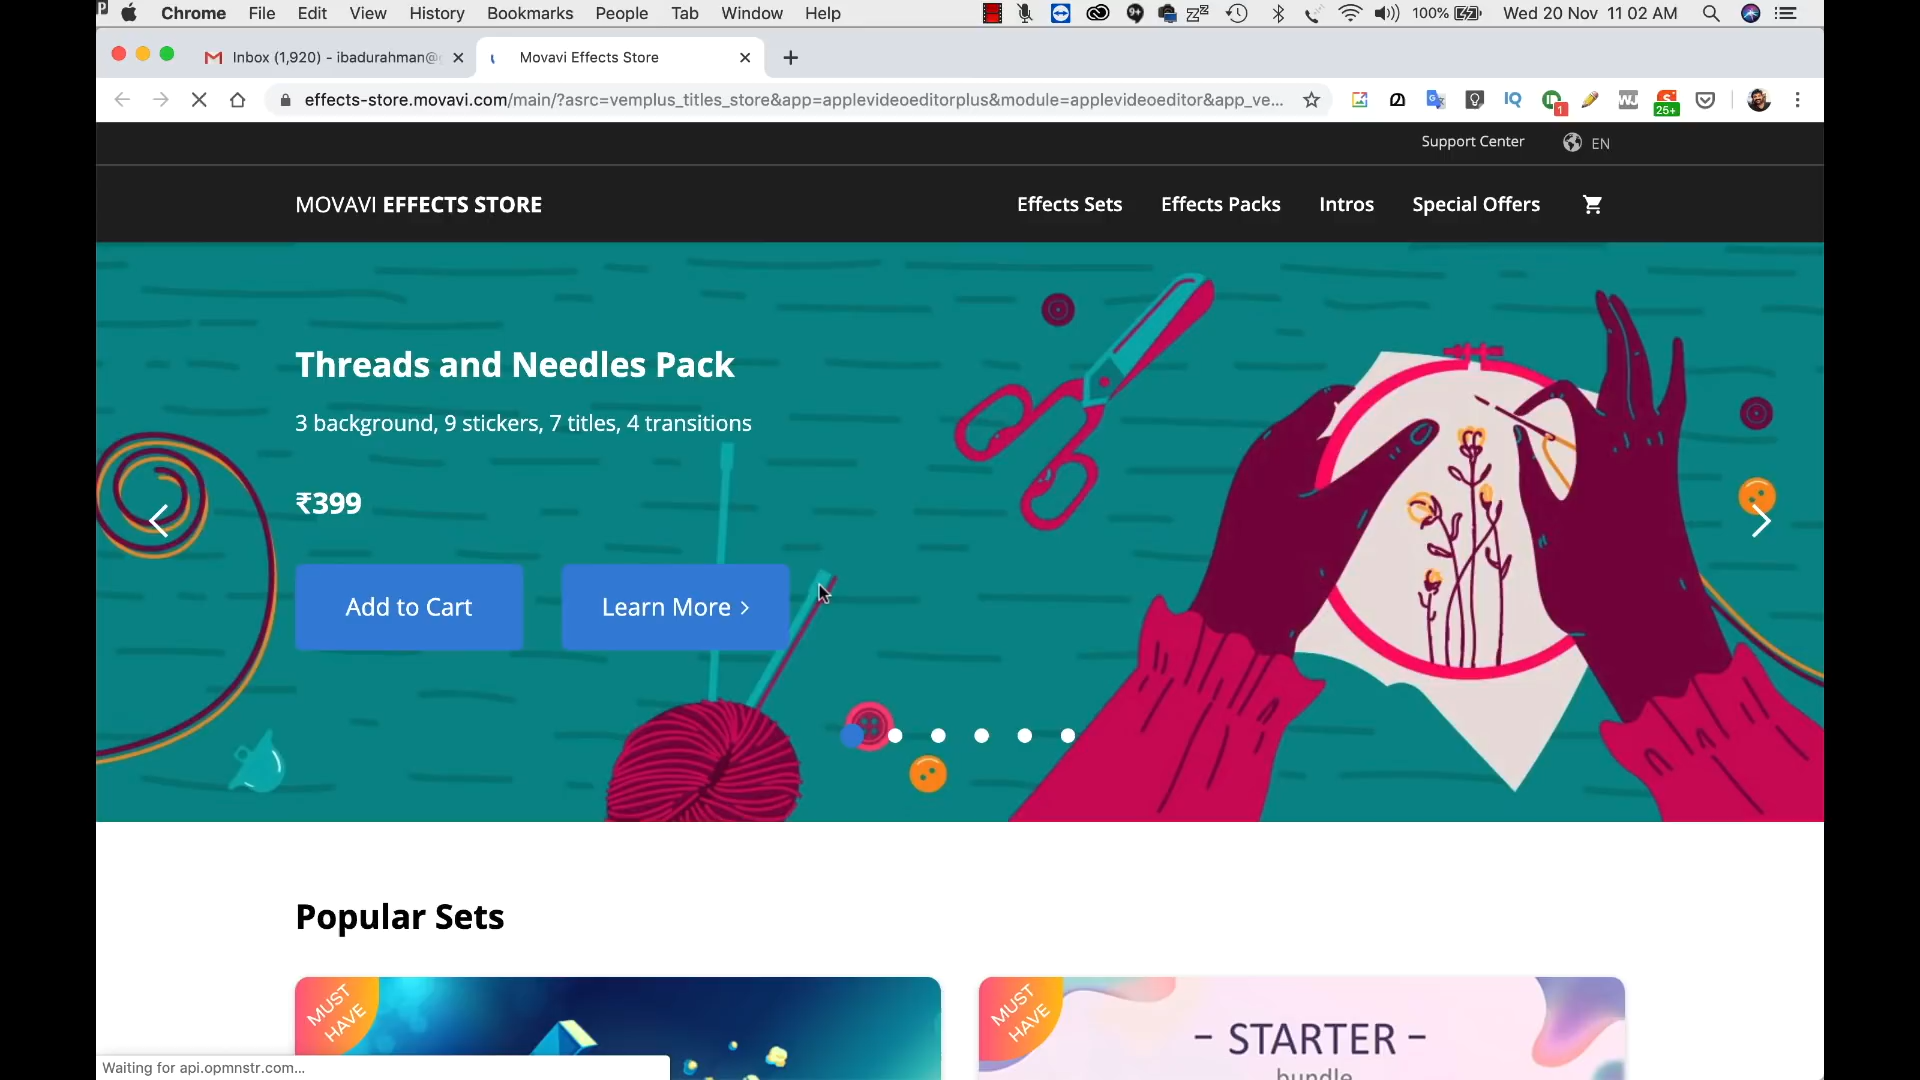 Chrome File Edit View History Bookmarks People Tab Window Help 100% Wed 20 Nov 11 02 AM
Inbox (1,920) - ibadurahman@ Movavi Effects Store
effects-store.movavi.com/main/?asrc=vemplus_titles_store&app=applevideoeditorplus&module=applevideoeditor&app_ve... IQ 1 WJ 25+
Support Center EN
MOVAVI EFFECTS STORE Effects Sets Effects Packs Intros Special Offers
Threads and Needles Pack
3 background, 9 stickers, 7 titles, 4 transitions
₹399
Add to Cart Learn More >
Popular Sets
MUST HAVE
MUST HAVE
- STARTER -
bundle
Waiting for api.opmnstr.com...